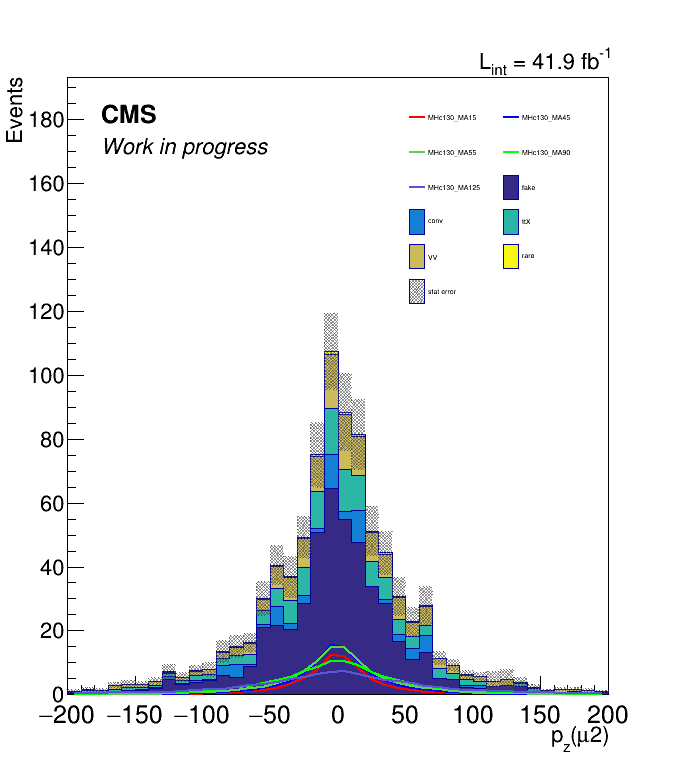 L_int = 41.9 fb^-1
Events
CMS
Work in progress
MHc130_MA15
MHc130_MA45
MHc130_MA55
MHc130_MA90
MHc130_MA125
fake
conv
ttX
VV
rare
stat error
180
160
140
120
100
80
60
40
20
0
−200 −150 −100 −50 0 50 100 150 200
p_z(μ2)